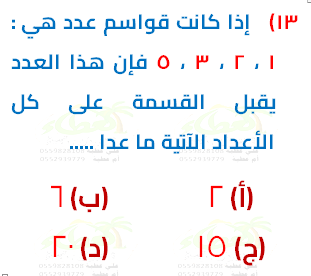 ١٣) إذا كانت قواسم عدد هي :
١ ، ٢ ، ٣ ، ٥ فإن هذا العدد
يقبل القسمة على كل
الأعداد الآتية ما عدا .....
(أ) ٢ (ب) ٦
(ج) ١٥ (د) ٢٠